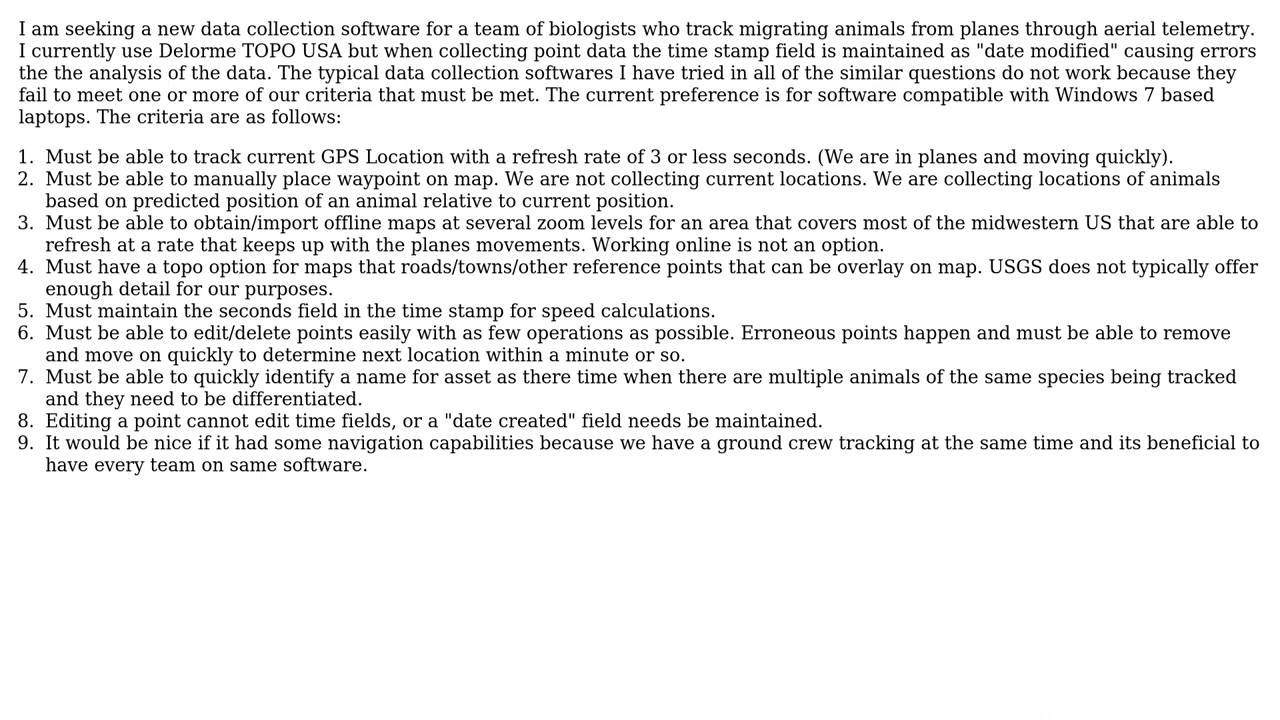 I am seeking a new data collection software for a team of biologists who track migrating animals from planes through aerial telemetry.
I currently use Delorme TOPO USA but when collecting point data the time stamp field is maintained as "date modified" causing errors
the the analysis of the data. The typical data collection softwares I have tried in all of the similar questions do not work because they
fail to meet one or more of our criteria that must be met. The current preference is for software compatible with Windows 7 based
laptops. The criteria are as follows:
1. Must be able to track current GPS Location with a refresh rate of 3 or less seconds. (We are in planes and moving quickly).
2. Must be able to manually place waypoint on map. We are not collecting current locations. We are collecting locations of animals
based on predicted position of an animal relative to current position.
3. Must be able to obtain/import offline maps at several zoom levels for an area that covers most of the midwestern US that are able to
refresh at a rate that keeps up with the planes movements. Working online is not an option.
4. Must have a topo option for maps that roads/towns/other reference points that can be overlay on map. USGS does not typically offer
enough detail for our purposes.
5. Must maintain the seconds field in the time stamp for speed calculations.
6. Must be able to edit/delete points easily with as few operations as possible. Erroneous points happen and must be able to remove
and move on quickly to determine next location within a minute or so.
7. Must be able to quickly identify a name for asset as there time when there are multiple animals of the same species being tracked
and they need to be differentiated.
8. Editing a point cannot edit time fields, or a "date created" field needs be maintained.
9. It would be nice if it had some navigation capabilities because we have a ground crew tracking at the same time and its beneficial to
have every team on same software.